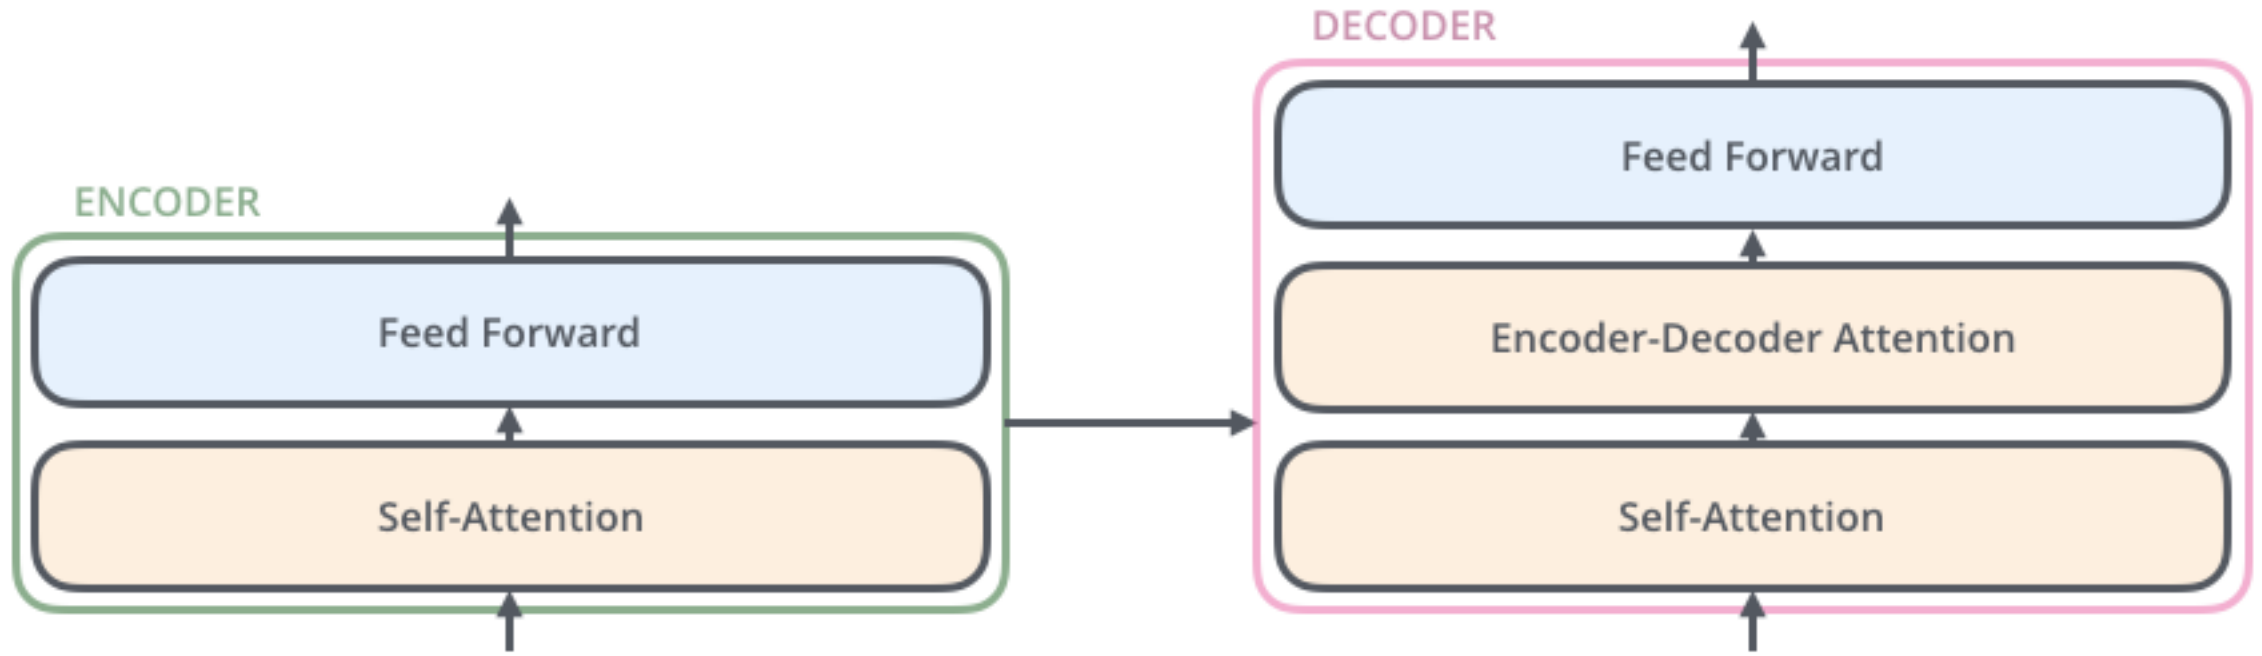 ENCODER
Feed Forward
Self-Attention
DECODER
Feed Forward
Encoder-Decoder Attention
Self-Attention